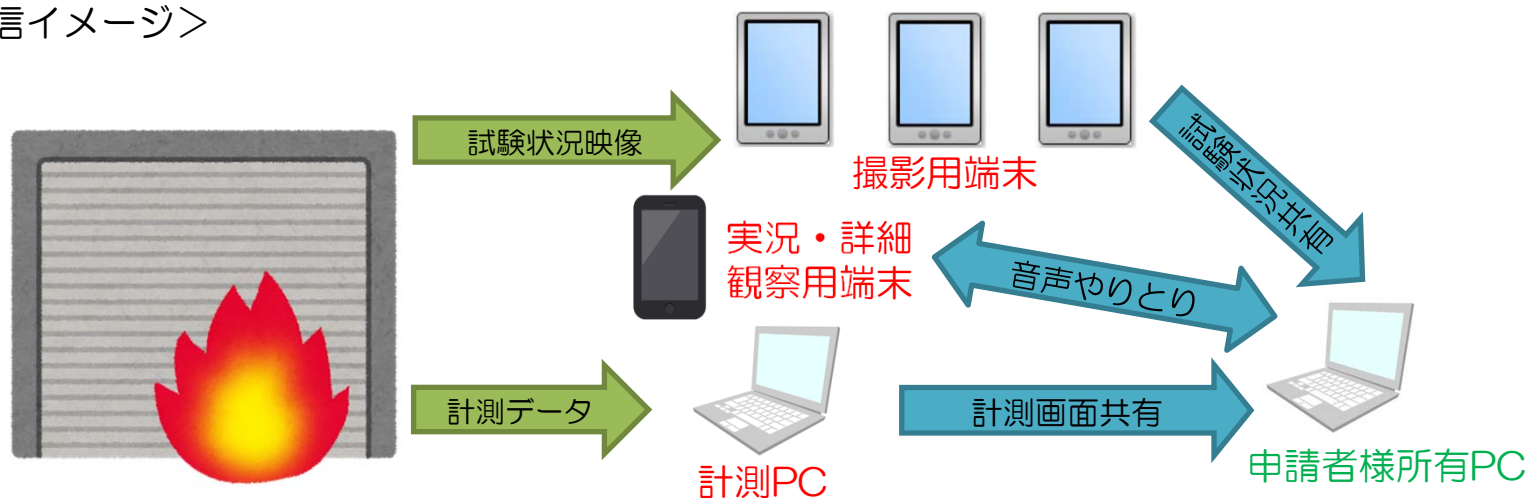 信イメージ＞
試験状況映像
撮影用端末
試験状況共有
実況・詳細
観察用端末
音声やりとり
計測データ
計測画面共有
計測PC
申請者様所有PC